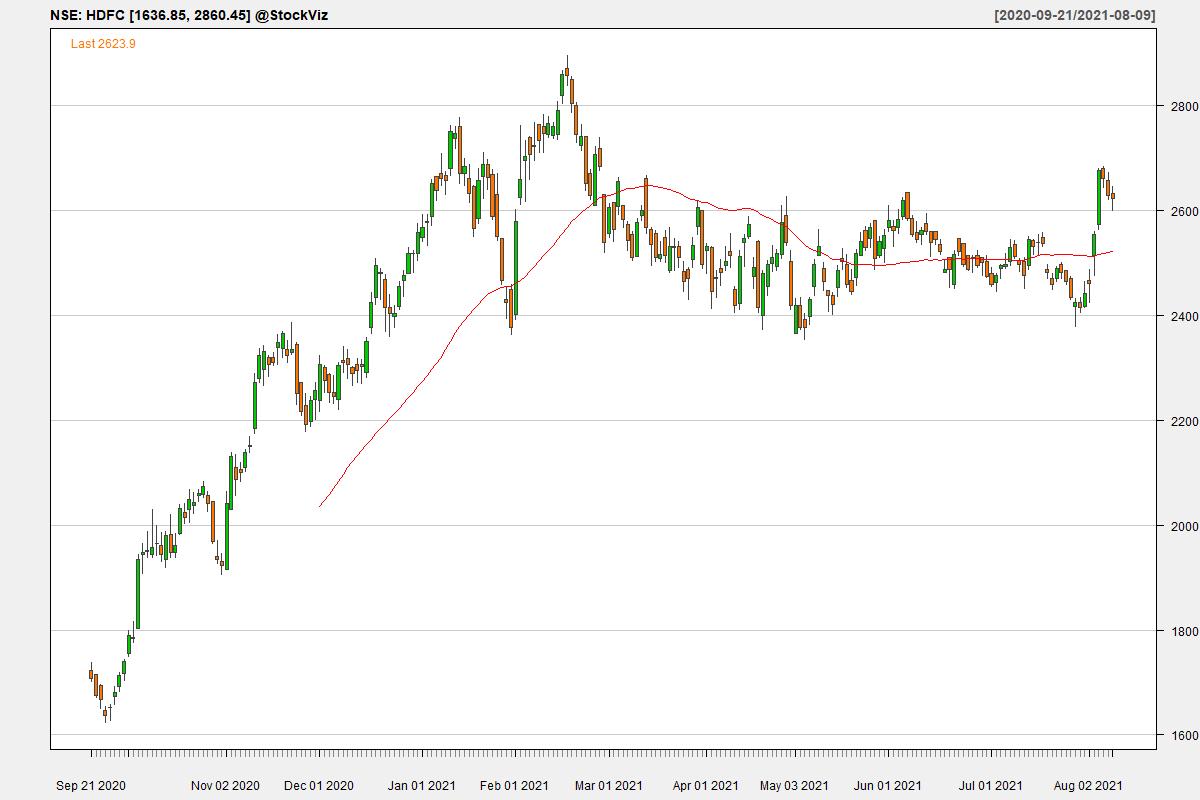 NSE: HDFC [1636.85, 2860.45] @StockViz [2020-09-21/2021-08-09]
Last 2623.9
2800
2600
2400
2200
2000
1800
1600
Sep 21 2020 Nov 02 2020 Dec 01 2020 Jan 01 2021 Feb 01 2021 Mar 01 2021 Apr 01 2021 May 03 2021 Jun 01 2021 Jul 01 2021 Aug 02 2021